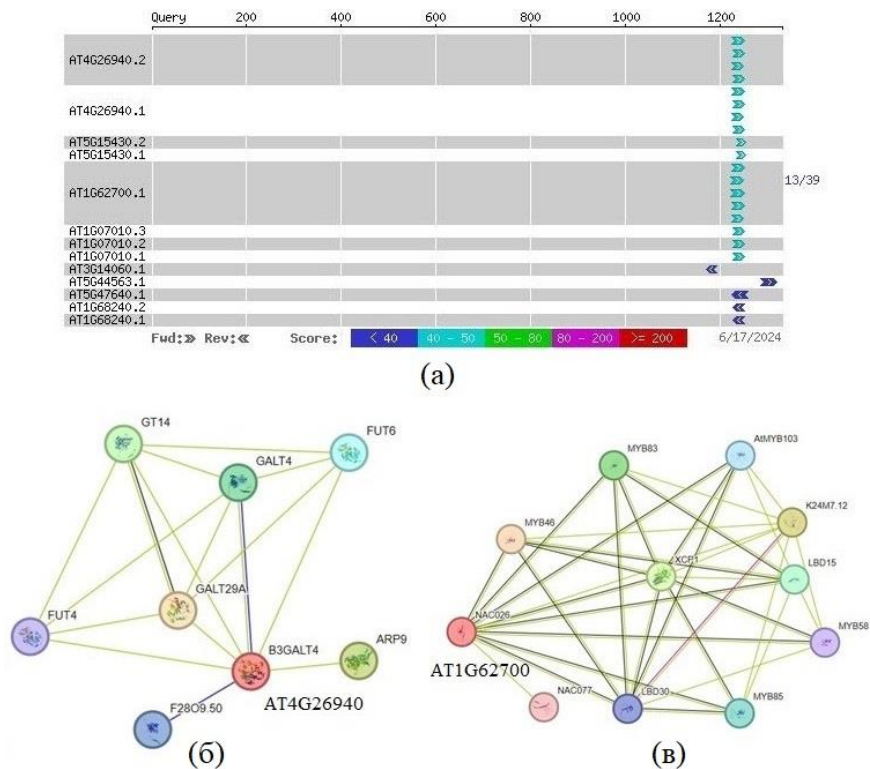 Query 200 400 600 800 1000 1200
AT4G26940.2
AT4G26940.1
AT5G15430.2
AT5G15430.1
AT1G62700.1
13/39
AT1G07010.3
AT1G07010.2
AT1G07010.1
AT3G14060.1
AT5G44563.1
AT5G47640.1
AT1G68240.2
AT1G68240.1
Fwd: Rev: Score: < 40 40 - 50 50 - 80 80 - 200 >= 200 6/17/2024
(а)
GT14
FUT6
GALT4
GALT29A
FUT4
B3GALT4
ARP9
AT4G26940
F28O9.50
(б)
MYB83
AtMYB103
K24M7.12
MYB46
XCP1
LBD15
NAC026
MYB58
AT1G62700
NAC077
LBD30
MYB85
(в)